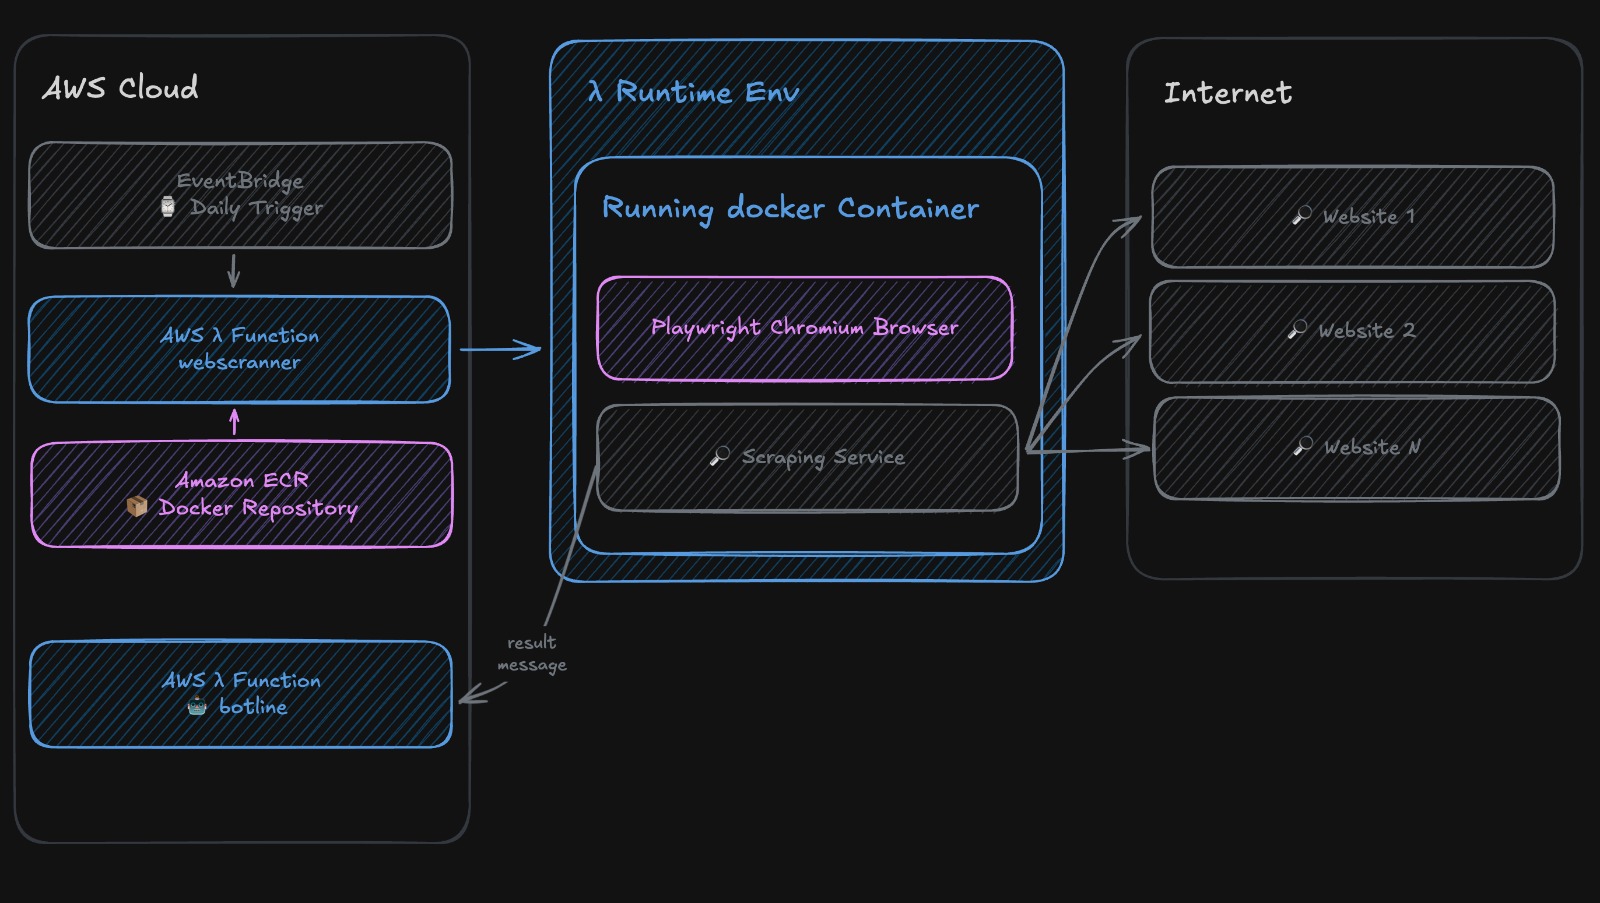 AWS Cloud
EventBridge
⌚ Daily Trigger
AWS λ Function
webscranner
Amazon ECR
📦 Docker Repository
AWS λ Function
🤖 botline
λ Runtime Env
Running docker Container
Playwright Chromium Browser
🔎 Scraping Service
result
message
Internet
🔎 Website 1
🔎 Website 2
🔎 Website N